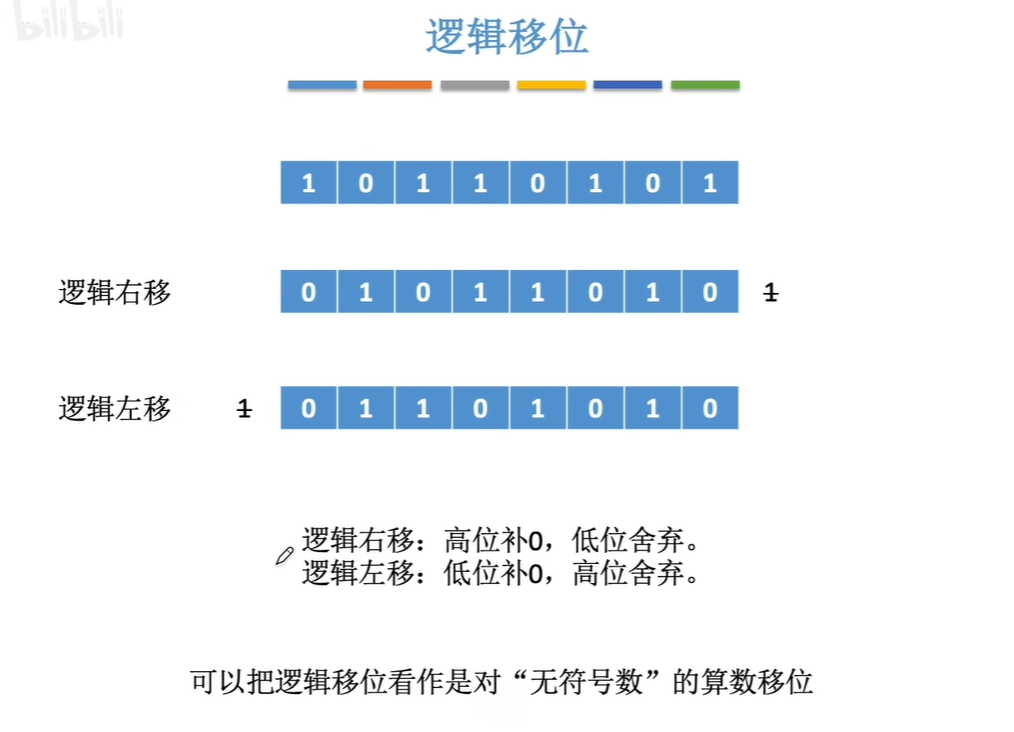 bilibili
逻辑移位
1 0 1 1 0 1 0 1
逻辑右移 0 1 0 1 1 0 1 0 1
逻辑左移 1 0 1 1 0 1 0 1 0
逻辑右移：高位补0，低位舍弃。
逻辑左移：低位补0，高位舍弃。
可以把逻辑移位看作是对“无符号数”的算数移位